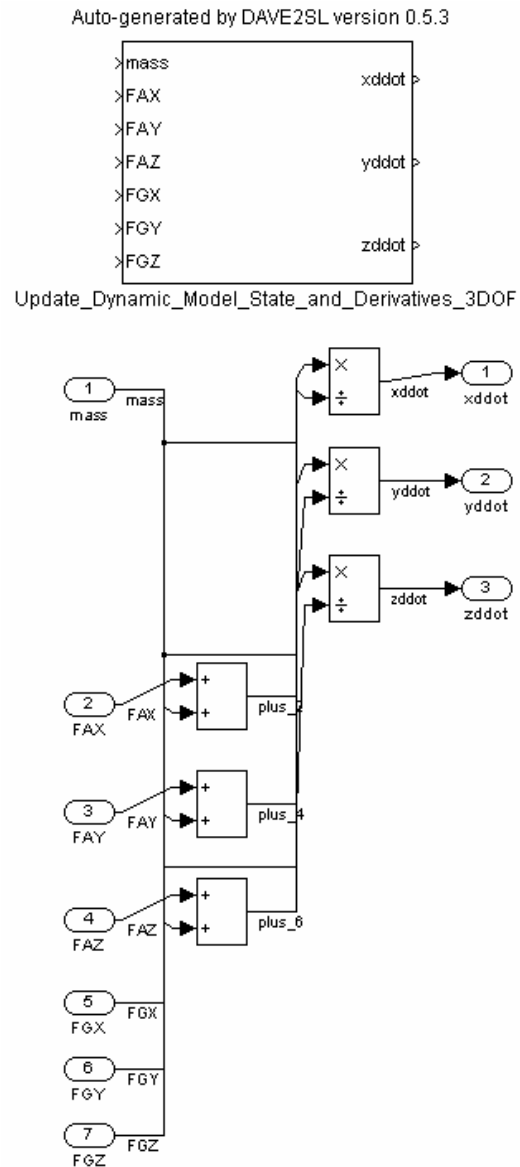 Auto-generated by DAVE2SL version 0.5.3
mass
FAX
FAY
FAZ
FGX
FGY
FGZ
xddot
yddot
zddot
Update_Dynamic_Model_State_and_Derivatives_3DOF
1
mass
mass
×
÷
xddot
1
xddot
×
÷
yddot
2
yddot
×
÷
zddot
3
zddot
2
FAX
FAX
+
+
plus_2
3
FAY
FAY
+
+
plus_4
4
FAZ
FAZ
+
+
plus_6
5
FGX
FGX
6
FGY
FGY
7
FGZ
FGZ